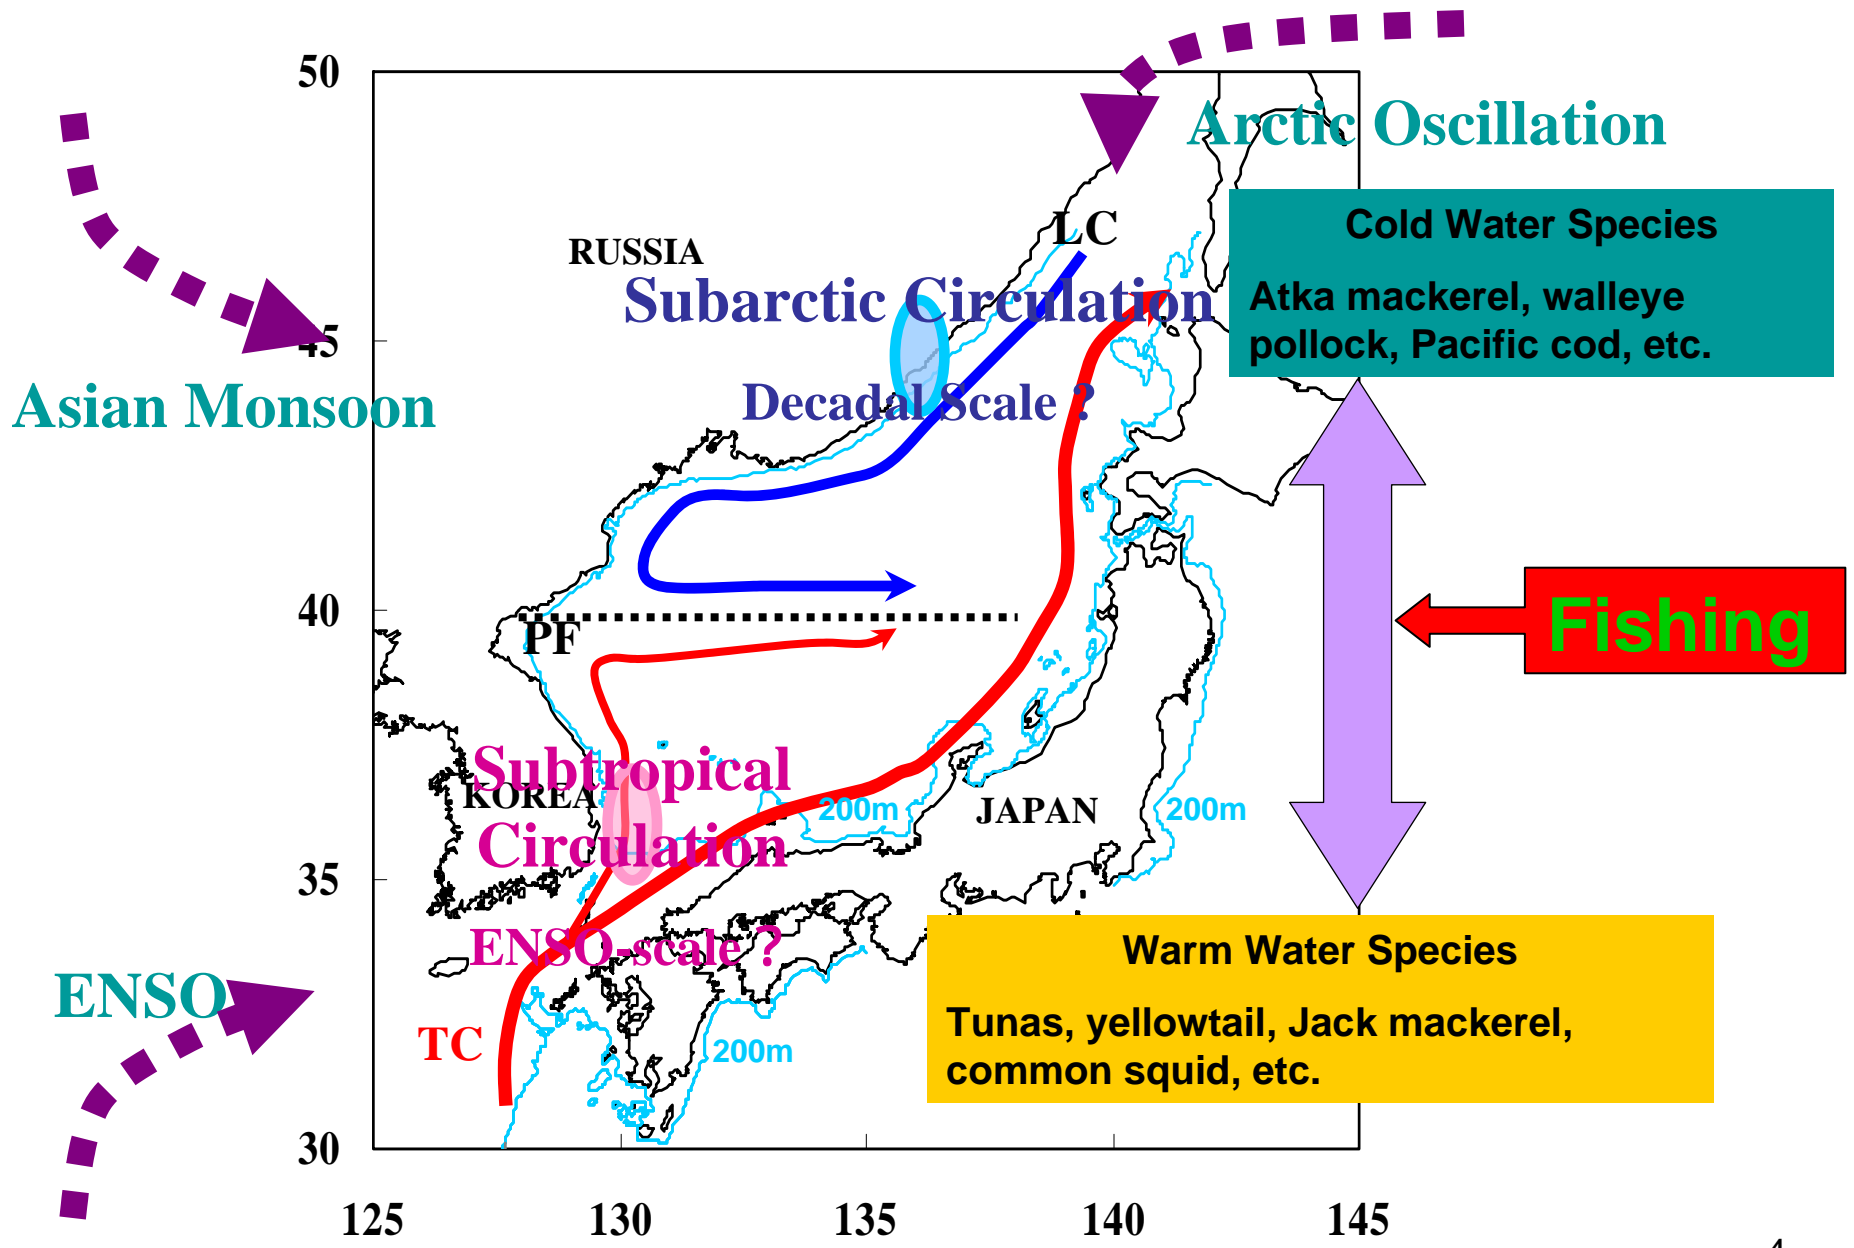 50
Arctic Oscillation
LC
Cold Water Species
RUSSIA
Atka mackerel, walleye
pollock, Pacific cod, etc.
Subarctic Circulation
45
Asian Monsoon
Decadal Scale ?
40
PF
Fishing
Subtropical
KOREA
200m
JAPAN
200m
Circulation
35
ENSO-scale ?
Warm Water Species
ENSO
Tunas, yellowtail, Jack mackerel,
common squid, etc.
TC
200m
30
125
130
135
140
145